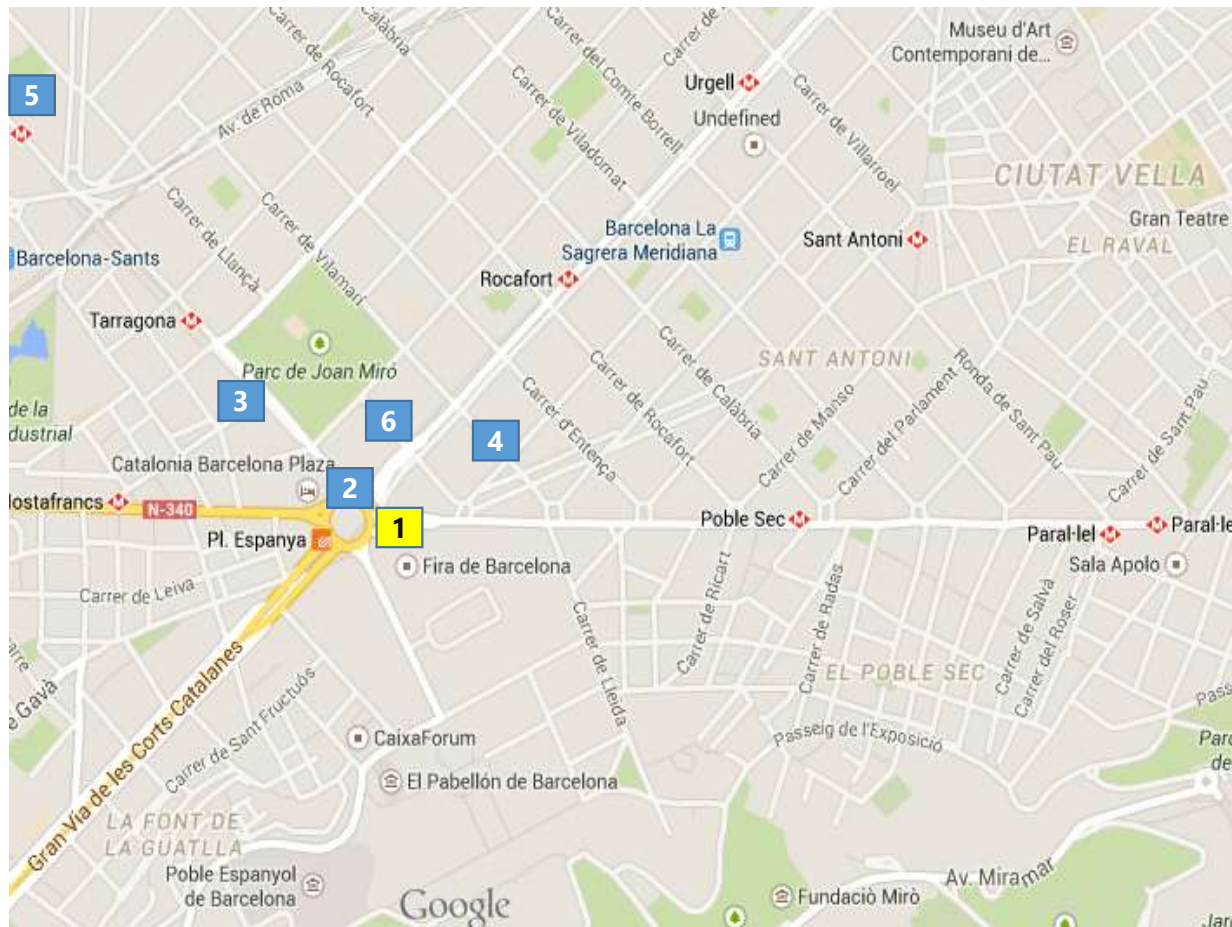 Museu d'Art
Contemporani de...
Calàbria
Carrer de Rocafort
Carrer del Comte Borrell
Urgell
Undefined
5
Av. de Roma
Carrer de Viladomat
Carrer de Villarroel
CIUTAT VELLA
Carrer de Llançà
Carrer de Vilamarí
Gran Teatre
Barcelona La
Sagrera Meridiana
Sant Antoni
EL RAVAL
Barcelona-Sants
Rocafort
Tarragona
Parc de Joan Miró
SANT ANTONI
Carrer de Calàbria
Ronda de Sant Pau
Carrer d'Entença
Carrer de Rocafort
Carrer de Manso
Carrer del Parlament
Carrer de Sant Pau
3
de la
dustrial
6
4
Catalonia Barcelona Plaza
2
ostafrancs
N-340
1
Pl. Espanya
Poble Sec
Paral·lel
Paral·le
Fira de Barcelona
Sala Apolo
Carrer de Leiva
Carrer de Ricart
Carrer de Radas
Carrer de Salvà
Carrer del Roser
EL POBLE SEC
Carrer de Lleida
arre
e Gavà
Gran Vía de les Corts Catalanes
Carrer de Sant Fructuós
Passeig de l'Exposició
Pass
CaixaForum
Parc
de
El Pabellón de Barcelona
LA FONT DE
LA GUATLLA
Poble Espanyol
de Barcelona
Google
Av. Miramar
Fundació Mirò
Jar